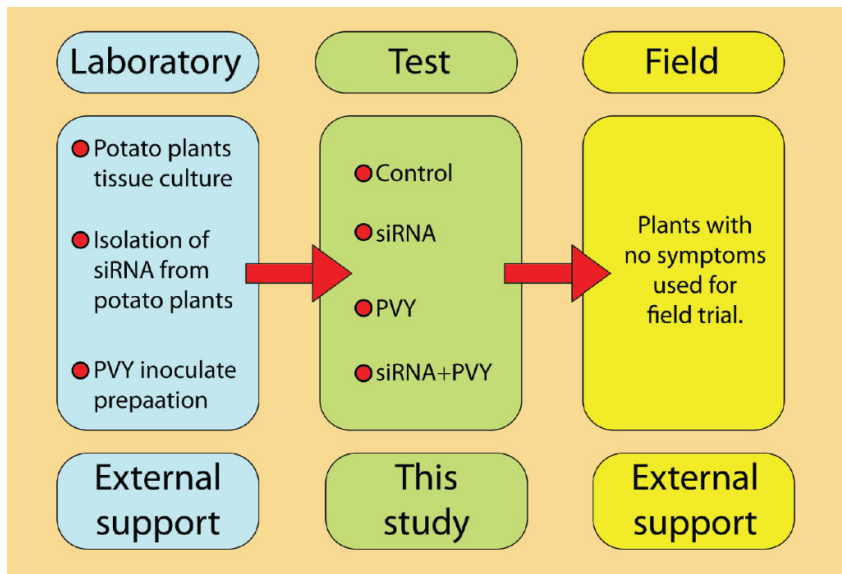 Laboratory
Test
Field
Potato plants
tissue culture
Isolation of
siRNA from
potato plants
PVY inoculate
prepaation
Control
siRNA
PVY
siRNA+PVY
Plants with
no symptoms
used for
field trial.
External
support
This
study
External
support